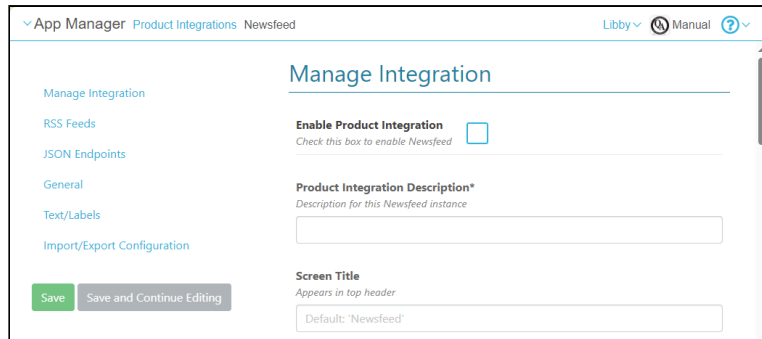 App Manager Product Integrations Newsfeed
Libby Manual ?
Manage Integration
RSS Feeds
JSON Endpoints
General
Text/Labels
Import/Export Configuration
Save Save and Continue Editing
Manage Integration
Enable Product Integration
Check this box to enable Newsfeed
Product Integration Description*
Description for this Newsfeed instance
Screen Title
Appears in top header
Default: 'Newsfeed'